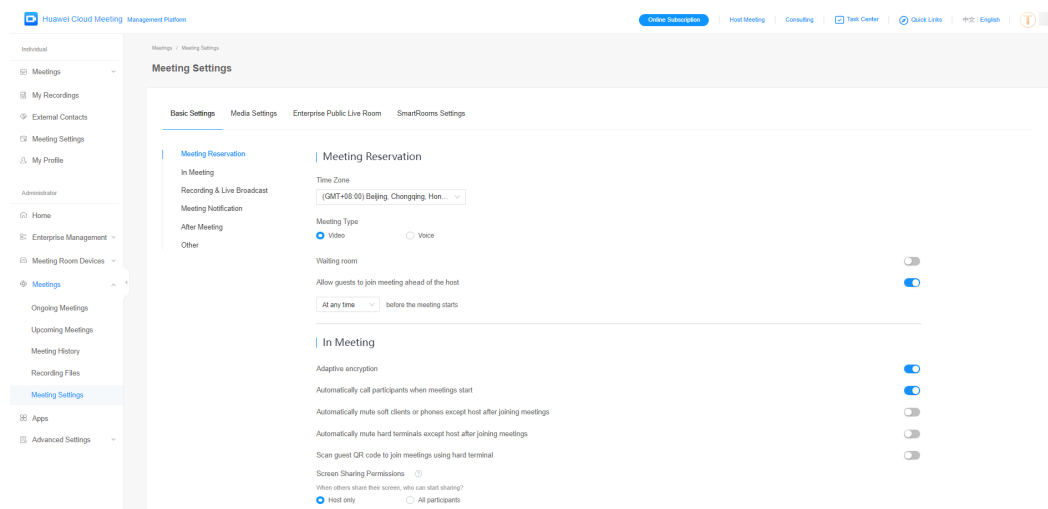 Huawei Cloud Meeting Management Platform
Online Subscription Host Meeting Consulting Task Center Quick Links 中文 English
Individual
Meetings
My Recordings
External Contacts
Meeting Settings
My Profile
Administrator
Home
Enterprise Management
Meeting Room Devices
Meetings
Ongoing Meetings
Upcoming Meetings
Meeting History
Recording Files
Meeting Settings
Apps
Advanced Settings
Meetings / Meeting Settings
Meeting Settings
Basic Settings Media Settings Enterprise Public Live Room SmartRooms Settings
Meeting Reservation
In Meeting
Recording & Live Broadcast
Meeting Notification
After Meeting
Other
Meeting Reservation
Time Zone
(GMT+08:00) Beijing, Chongqing, Hon...
Meeting Type
Video Voice
Waiting room
Allow guests to join meeting ahead of the host
At any time before the meeting starts
In Meeting
Adaptive encryption
Automatically call participants when meetings start
Automatically mute soft clients or phones except host after joining meetings
Automatically mute hard terminals except host after joining meetings
Scan guest QR code to join meetings using hard terminal
Screen Sharing Permissions
When others share their screen, who can start sharing?
Host only All participants